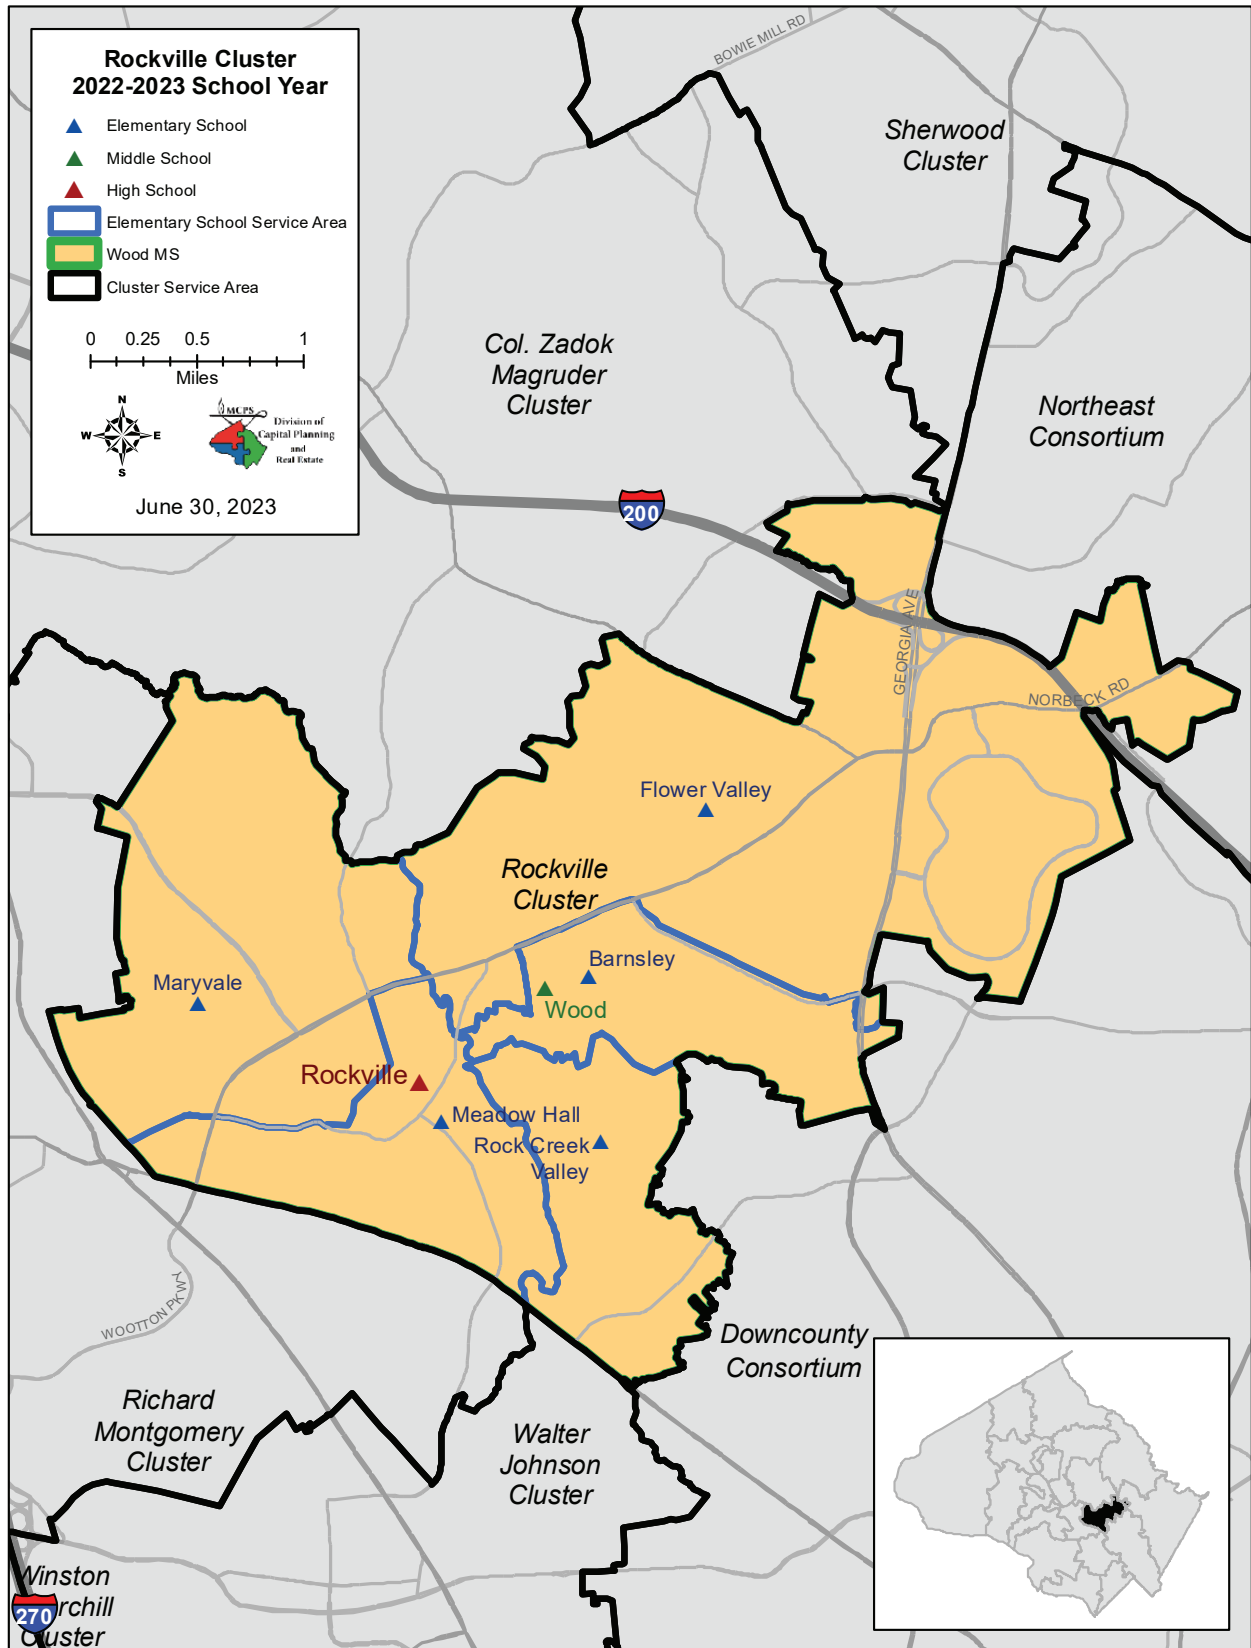 Rockville Cluster
2022-2023 School Year
Elementary School
Middle School
High School
Elementary School Service Area
Wood MS
Cluster Service Area
0 0.25 0.5 1
Miles
N
W E
S
MCPS
Division of
Capital Planning
and
Real Estate
June 30, 2023
BOWIE MILL RD
Sherwood
Cluster
Col. Zadok
Magruder
Cluster
Northeast
Consortium
200
GEORGIA AVE
NORBECK RD
Flower Valley
Rockville
Cluster
Barnsley
Wood
Maryvale
Rockville
Meadow Hall
Rock Creek
Valley
WOOTTON PKWY
Downcounty
Consortium
Richard
Montgomery
Cluster
Walter
Johnson
Cluster
Winston
rchill
Cluster
270